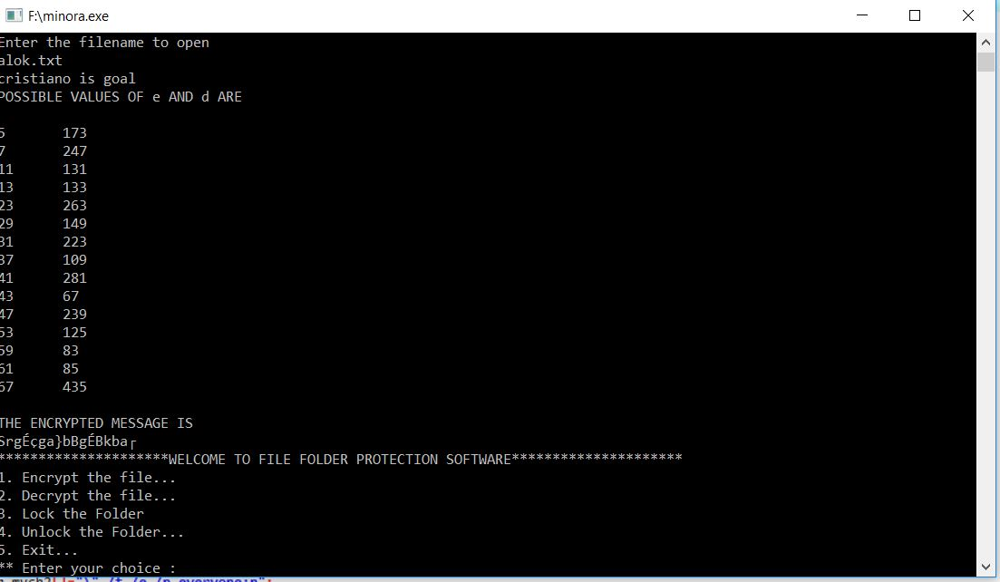 F:\minora.exe
Enter the filename to open
alok.txt
cristiano is goal
POSSIBLE VALUES OF e AND d ARE
5 173
7 247
11 131
13 133
23 263
29 149
31 223
37 109
41 281
43 67
47 239
53 125
59 83
61 85
67 435
THE ENCRYPTED MESSAGE IS
SrgÉçga}bBgÉBkba┌
*********************WELCOME TO FILE FOLDER PROTECTION SOFTWARE*********************
1. Encrypt the file...
2. Decrypt the file...
3. Lock the Folder
4. Unlock the Folder...
5. Exit...
** Enter your choice :